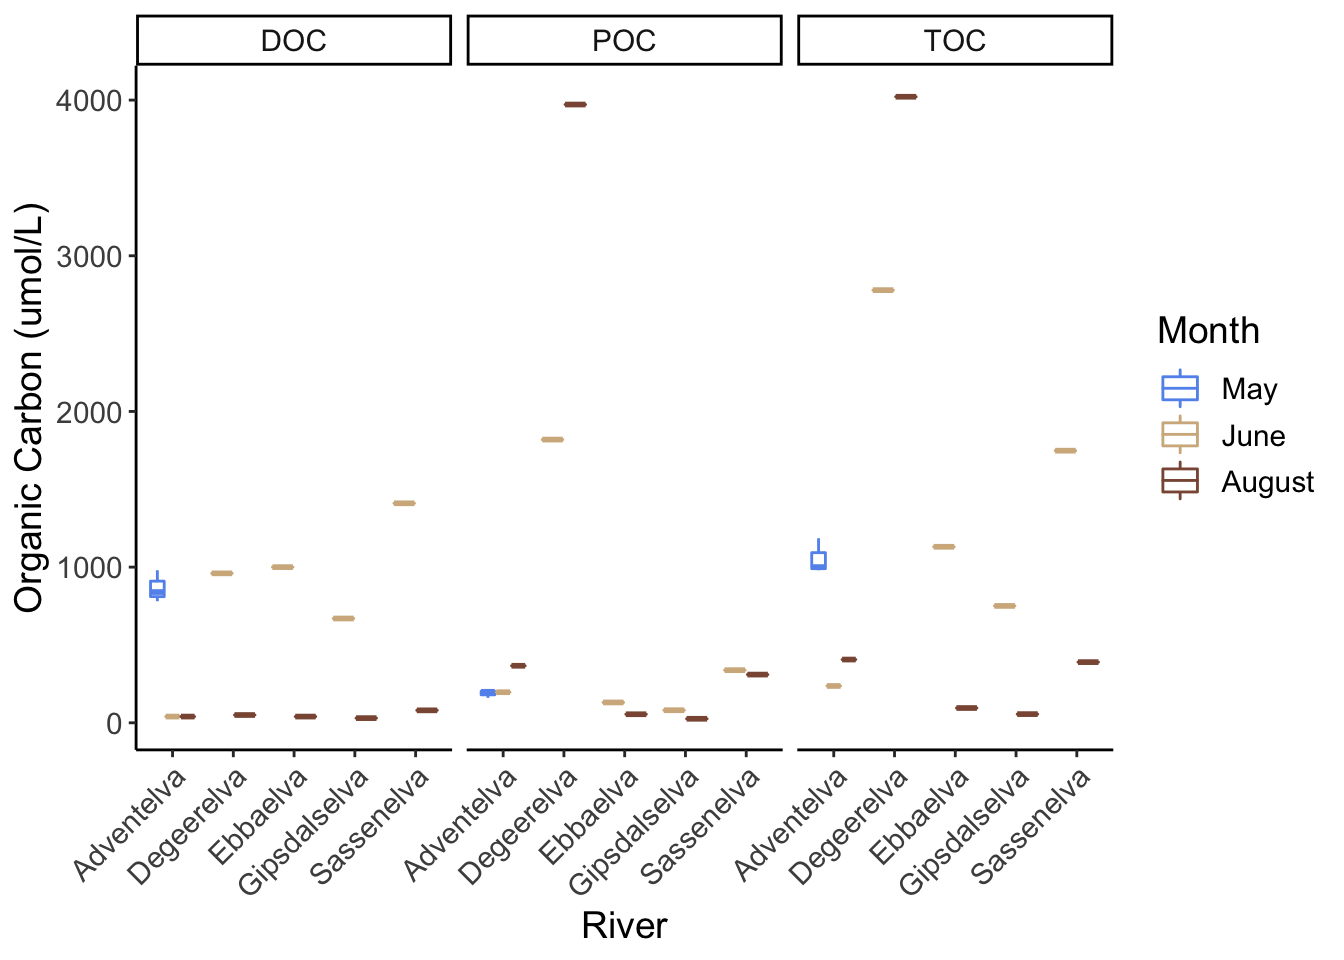 DOC
POC
TOC
Organic Carbon (umol/L)
4000
3000
2000
1000
0
Adventelva
Degeerelva
Ebbaelva
Gipsdalselva
Sassenelva
Adventelva
Degeerelva
Ebbaelva
Gipsdalselva
Sassenelva
Adventelva
Degeerelva
Ebbaelva
Gipsdalselva
Sassenelva
River
Month
May
June
August